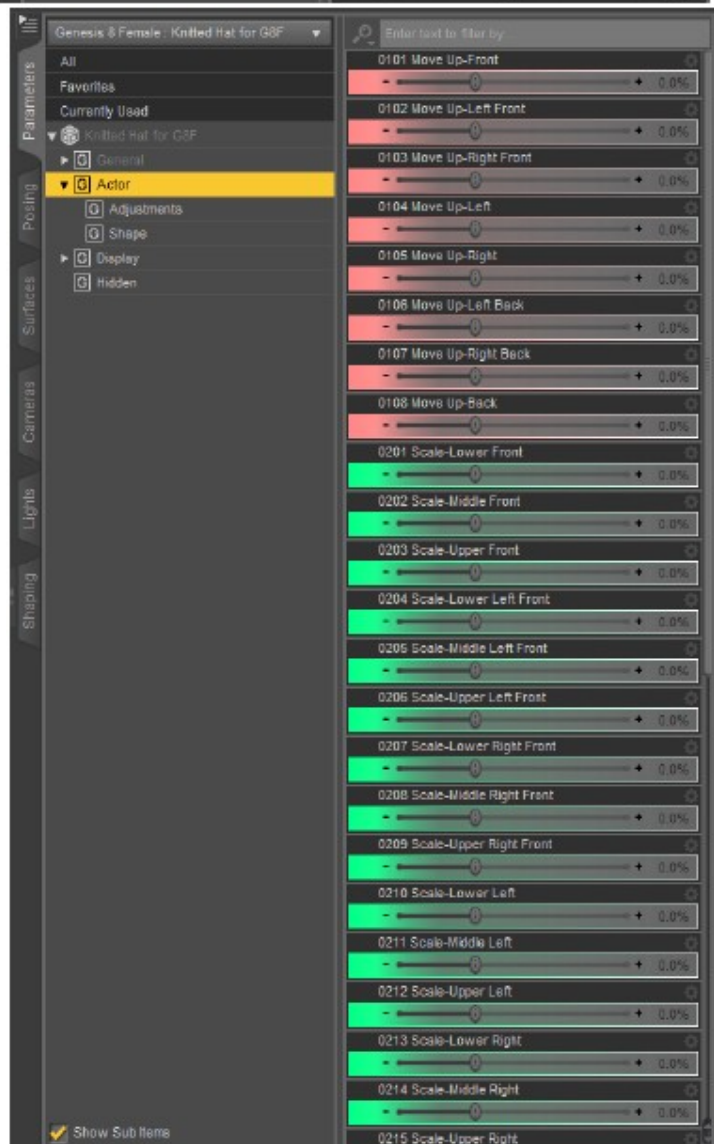 Genesis 8 Female : Knitted Hat for G8F
All
Favorites
Currently Used
Knitted Hat for G8F
General
Actor
Adjustments
Shape
Display
Hidden
Show Sub Items
Parameters
Posing
Surfaces
Cameras
Lights
Shaping
Enter text to filter by
0101 Move Up-Front
- + 0.0%
0102 Move Up-Left Front
- + 0.0%
0103 Move Up-Right Front
- + 0.0%
0104 Move Up-Left
- + 0.0%
0105 Move Up-Right
- + 0.0%
0106 Move Up-Left Back
- + 0.0%
0107 Move Up-Right Back
- + 0.0%
0108 Move Up-Back
- + 0.0%
0201 Scale-Lower Front
- + 0.0%
0202 Scale-Middle Front
- + 0.0%
0203 Scale-Upper Front
- + 0.0%
0204 Scale-Lower Left Front
- + 0.0%
0205 Scale-Middle Left Front
- + 0.0%
0206 Scale-Upper Left Front
- + 0.0%
0207 Scale-Lower Right Front
- + 0.0%
0208 Scale-Middle Right Front
- + 0.0%
0209 Scale-Upper Right Front
- + 0.0%
0210 Scale-Lower Left
- + 0.0%
0211 Scale-Middle Left
- + 0.0%
0212 Scale-Upper Left
- + 0.0%
0213 Scale-Lower Right
- + 0.0%
0214 Scale-Middle Right
- + 0.0%
0215 Scale-Upper Right